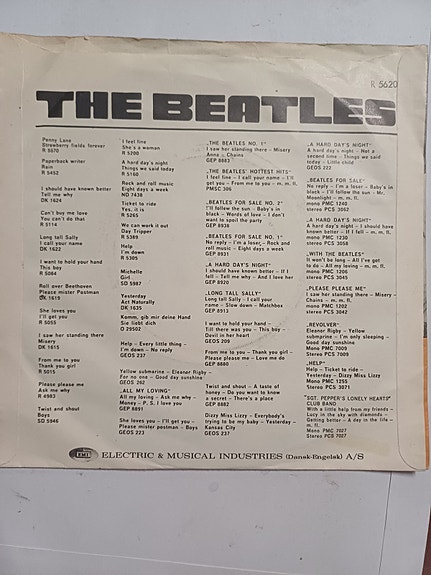 R 5620
THE BEATLES
Penny Lane
Strawberry fields forever
R 5570
Paperback writer
Rain
R 5452
I should have known better
Tell me why
DK 1624
Can't buy me love
You can't do that
R 5114
Long tall Sally
I call your name
DK 1622
I want to hold your hand
This boy
R 5084
Roll over Beethoven
Please mister Postman
DK 1619
She loves you
I'll get you
R 5055
I saw her standing there
Misery
DK 1615
From me to you
Thank you girl
R 5015
Please please me
Ask me why
R 4983
Twist and shout
Boys
SD 5946
I feel fine
She's a woman
R 5200
A hard day's night
Things we said today
R 5160
Rock and roll music
Eight days a week
ND 7438
Ticket to ride
Yes, it is
R 5265
We can work it out
Day Tripper
R 5389
Help
I'm down
R 5305
Michelle
Girl
SD 5987
Yesterday
Act Naturally
DK 1635
Komm, gib mir deine Hand
Sie liebt dich
O 29502
Help – Every little thing –
I'm down – No reply
GEOS 237
Yellow submarine – Eleanor Rigby –
For no one – Good day sunshine
GEOS 262
"ALL MY LOVING"
All my loving – Ask me why –
Money – P. S. I love you
GEP 8891
She loves you – I'll get you –
Please mister postman – Boys
GEOS 223
„THE BEATLES NO. 1"
I saw her standing there – Misery
Anna – Chains
GEP 8883
„THE BEATLES' HOTTEST HITS"
I feel fine – I call your name – I'll
get you – From me to you – m. m. fl.
PMCS 306
„BEATLES FOR SALE NO. 2"
I'll follow the sun – Baby's in
black – Words of love – I don't
want to spoil the party
GEP 8938
„BEATLES FOR SALE NO. 1"
No reply – I'm a loser – Rock and
roll music – Eight days a week
GEP 8931
„A HARD DAY'S NIGHT"
I should have known better – If I
fell – Tell me why – And I love her
GEP 8920
„LONG TALL SALLY"
Long tall Sally – I call your
name – Slow down – Matchbox
GEP 8913
I want to hold your hand –
Till there was you – This boy –
Devil in her heart
GEOS 209
From me to you – Thank you girl –
Please please me – Love me do
GEP 8880
Twist and shout – A taste of
honey – Do you want to know
a secret – There's a place
GEP 8882
Dizzy Miss Lizzy – Everybody's
trying to be my baby – Yesterday –
Kansas City
GEOS 237
„A HARD DAY'S NIGHT"
A hard day's night – Not a
second time – Things we said
today – Little child
GEOS 222
„BEATLES FOR SALE"
No reply – I'm a loser – Baby's in
black – I'll follow the sun – Mr.
Moonlight – m. m. fl.
mono PMC 1240
stereo PCS 3062
„A HARD DAY'S NIGHT"
A hard day's night – I should have
known better – If I fell – m. m. fl.
mono PMC 1230
stereo PCS 3058
„WITH THE BEATLES"
It won't be long – All I've got
to do – All my loving – m. m. fl.
mono PMC 1206
stereo PCS 3045
„PLEASE PLEASE ME"
I saw her standing there – Misery –
Chains – m. m. fl.
mono PMC 1202
stereo PCS 3042
„REVOLVER"
Eleanor Rigby – Yellow
submarine – I'm only sleeping –
Good day sunshine
Mono PMC 7009
Stereo PCS 7009
„HELP"
Help – Ticket to ride –
Yesterday – Dizzy Miss Lizzy
Mono PMC 1255
Stereo PCS 3071
"SGT. PEPPER'S LONELY HEARTS"
CLUB BAND
With a little help from my friends –
Lucy in the sky with diamonds –
Getting better – A day in the life –
m. fl.
Mono PMC 7027
Stereo PCS 7027
EMI ELECTRIC & MUSICAL INDUSTRIES (Dansk-Engelsk) A/S